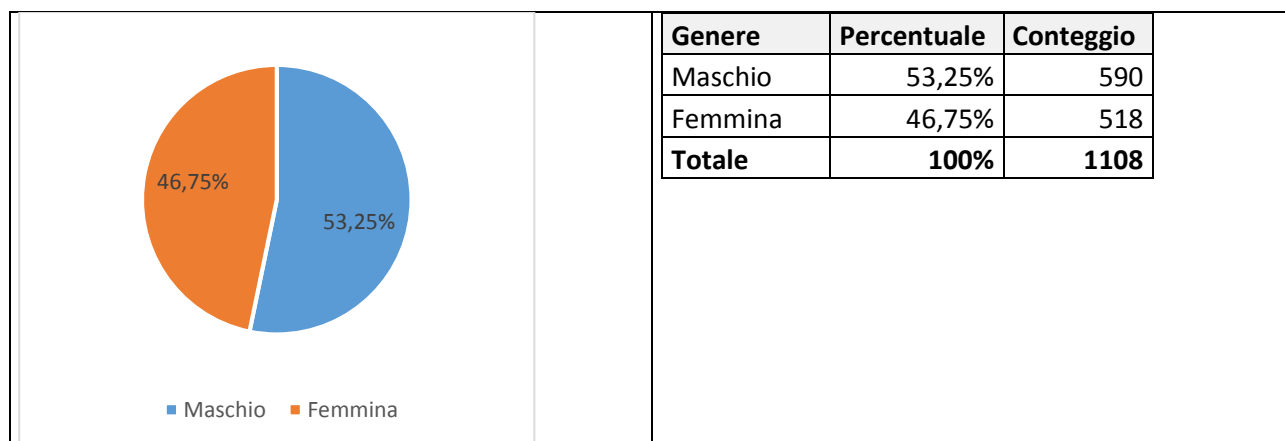 46,75%
53,25%
Maschio Femmina
Genere Percentuale Conteggio
Maschio 53,25% 590
Femmina 46,75% 518
Totale 100% 1108